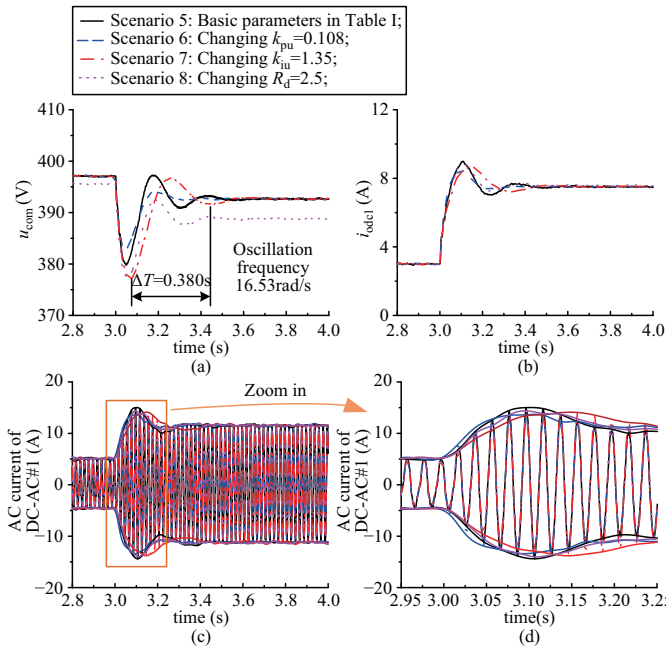 Scenario 5: Basic parameters in Table I;
Scenario 6: Changing kpu=0.108;
Scenario 7: Changing kiu=1.35;
Scenario 8: Changing Rd=2.5;
410
400
390
380
370
ucom (V)
ΔT=0.380s
Oscillation
frequency
16.53rad/s
2.8 3.0 3.2 3.4 3.6 3.8 4.0
time (s)
(a)
12
9
6
3
0
iodc1 (A)
2.8 3.0 3.2 3.4 3.6 3.8 4.0
time (s)
(b)
Zoom in
20
10
0
−10
−20
AC current of
DC-AC#1 (A)
2.8 3.0 3.2 3.4 3.6 3.8 4.0
time (s)
(c)
20
10
0
−10
−20
AC current of
DC-AC#1 (A)
2.95 3.00 3.05 3.10 3.15 3.20 3.25
time(s)
(d)